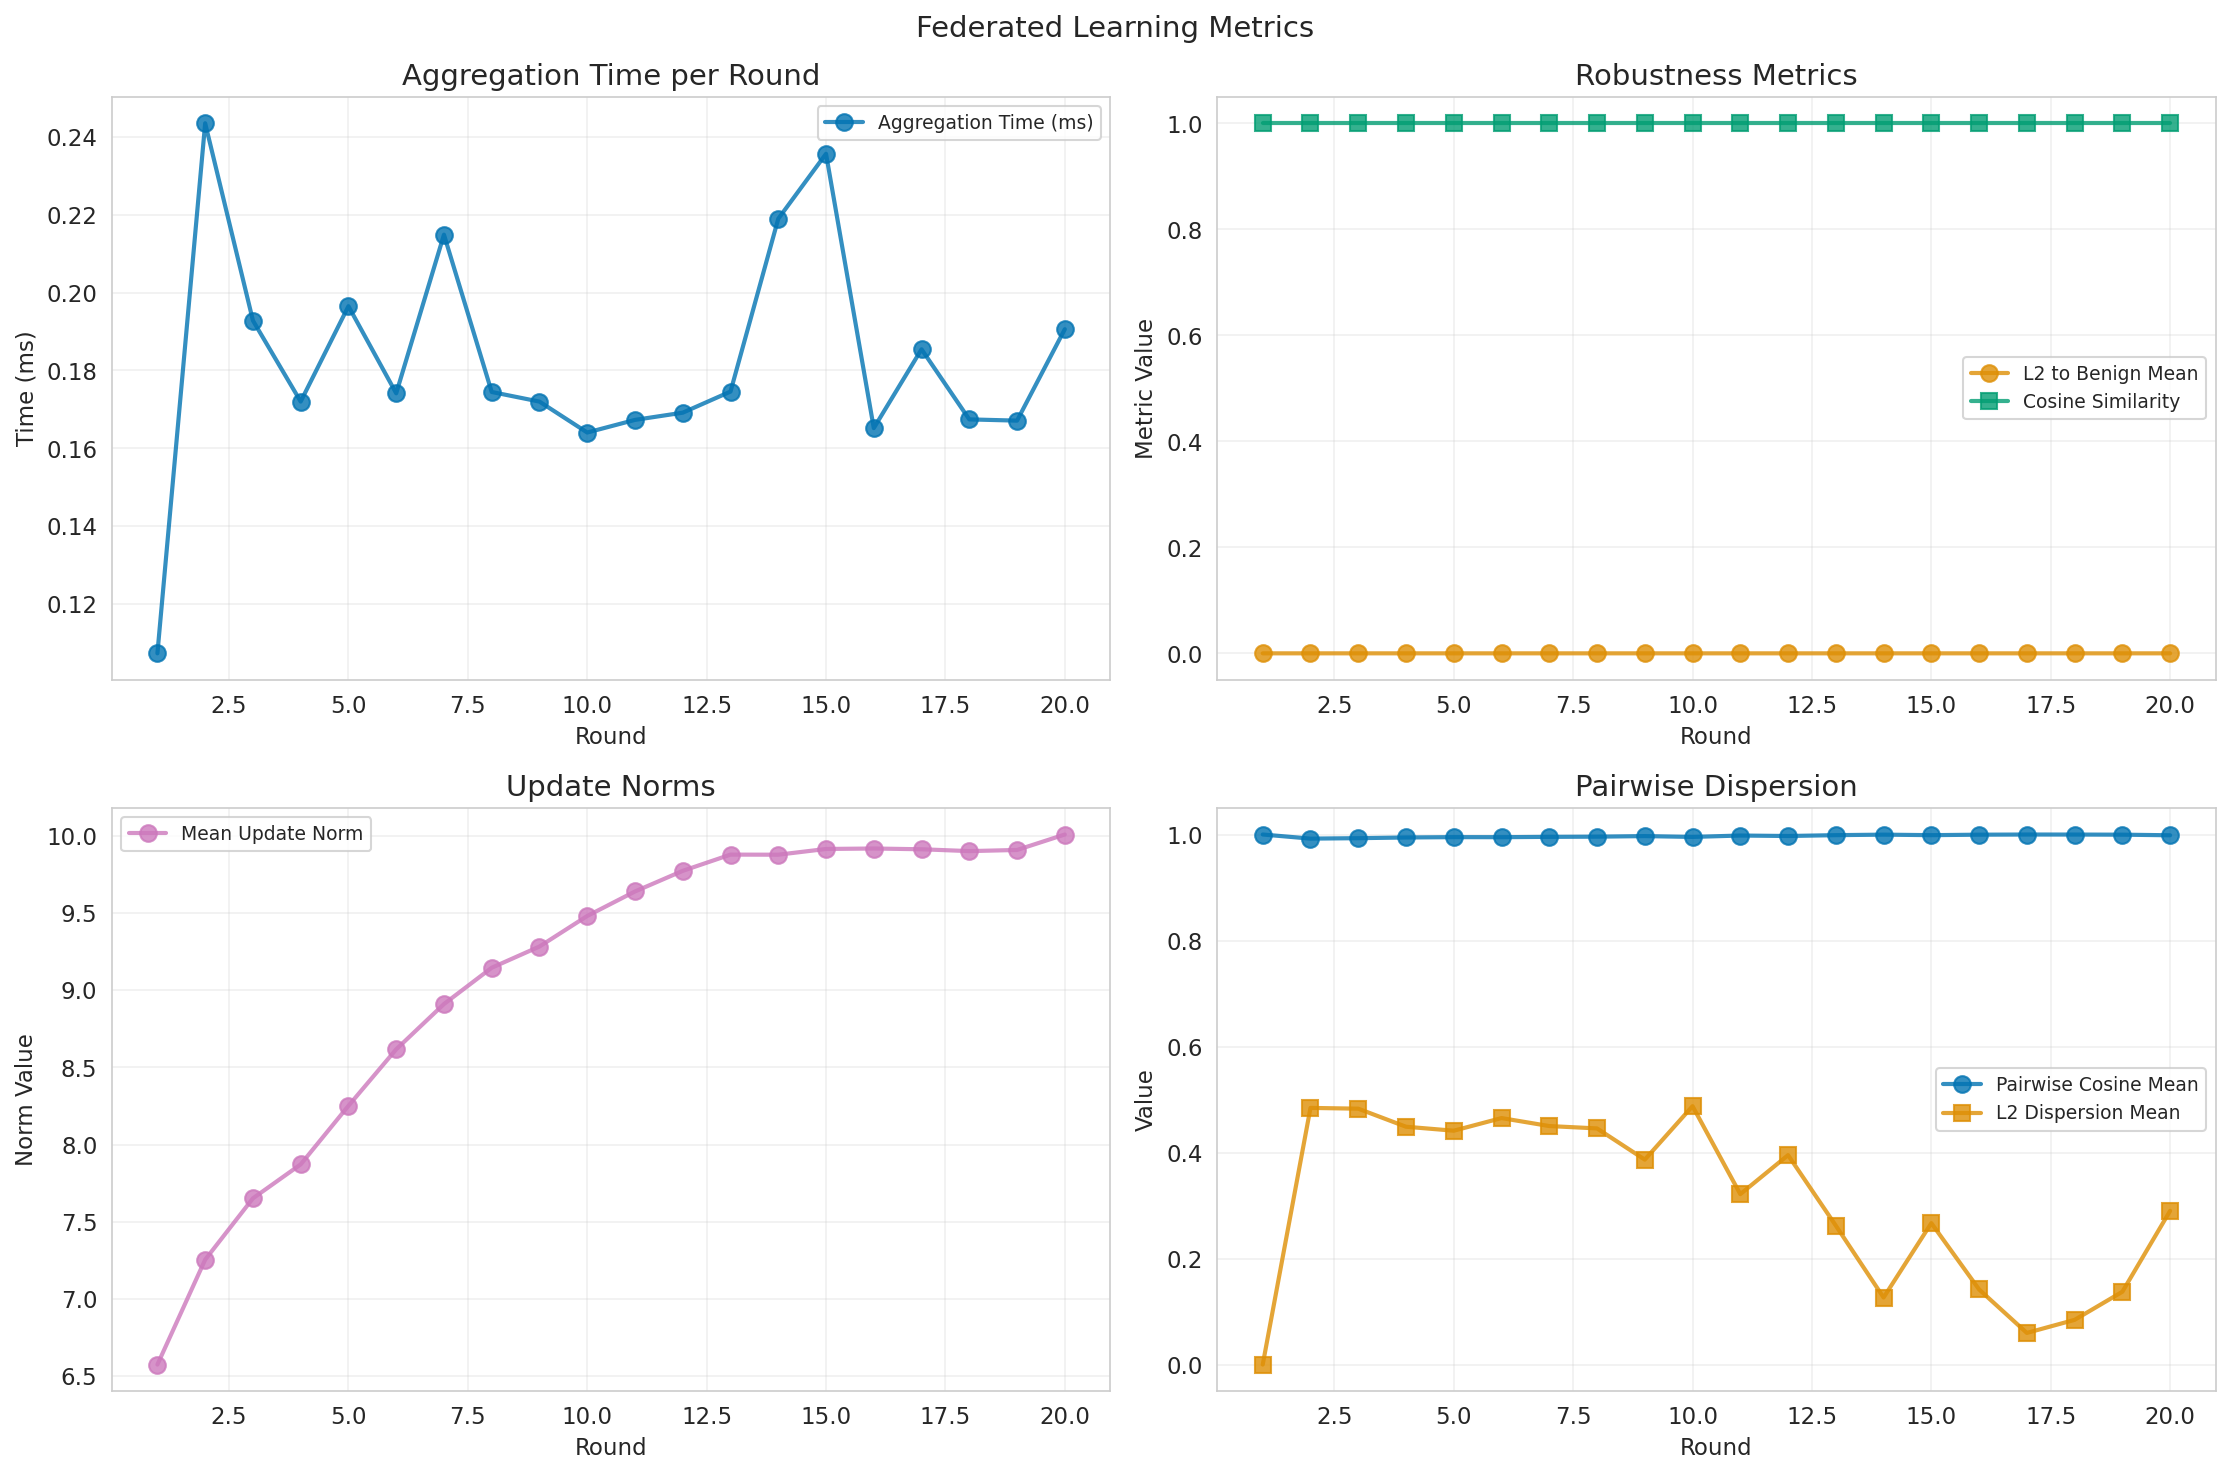 Federated Learning Metrics
Aggregation Time per Round
Aggregation Time (ms)
Time (ms)
0.24
0.22
0.20
0.18
0.16
0.14
0.12
2.5 5.0 7.5 10.0 12.5 15.0 17.5 20.0
Round
Robustness Metrics
Metric Value
1.0
0.8
0.6
0.4
0.2
0.0
L2 to Benign Mean
Cosine Similarity
2.5 5.0 7.5 10.0 12.5 15.0 17.5 20.0
Round
Update Norms
Mean Update Norm
Norm Value
10.0
9.5
9.0
8.5
8.0
7.5
7.0
6.5
2.5 5.0 7.5 10.0 12.5 15.0 17.5 20.0
Round
Pairwise Dispersion
Value
1.0
0.8
0.6
0.4
0.2
0.0
Pairwise Cosine Mean
L2 Dispersion Mean
2.5 5.0 7.5 10.0 12.5 15.0 17.5 20.0
Round